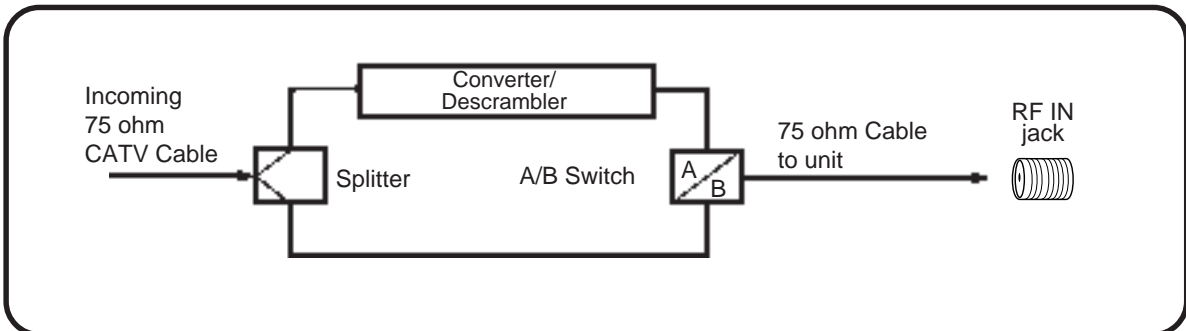 Incoming
75 ohm
CATV Cable
Converter/
Descrambler
Splitter
A/B Switch
A
B
75 ohm Cable
to unit
RF IN
jack